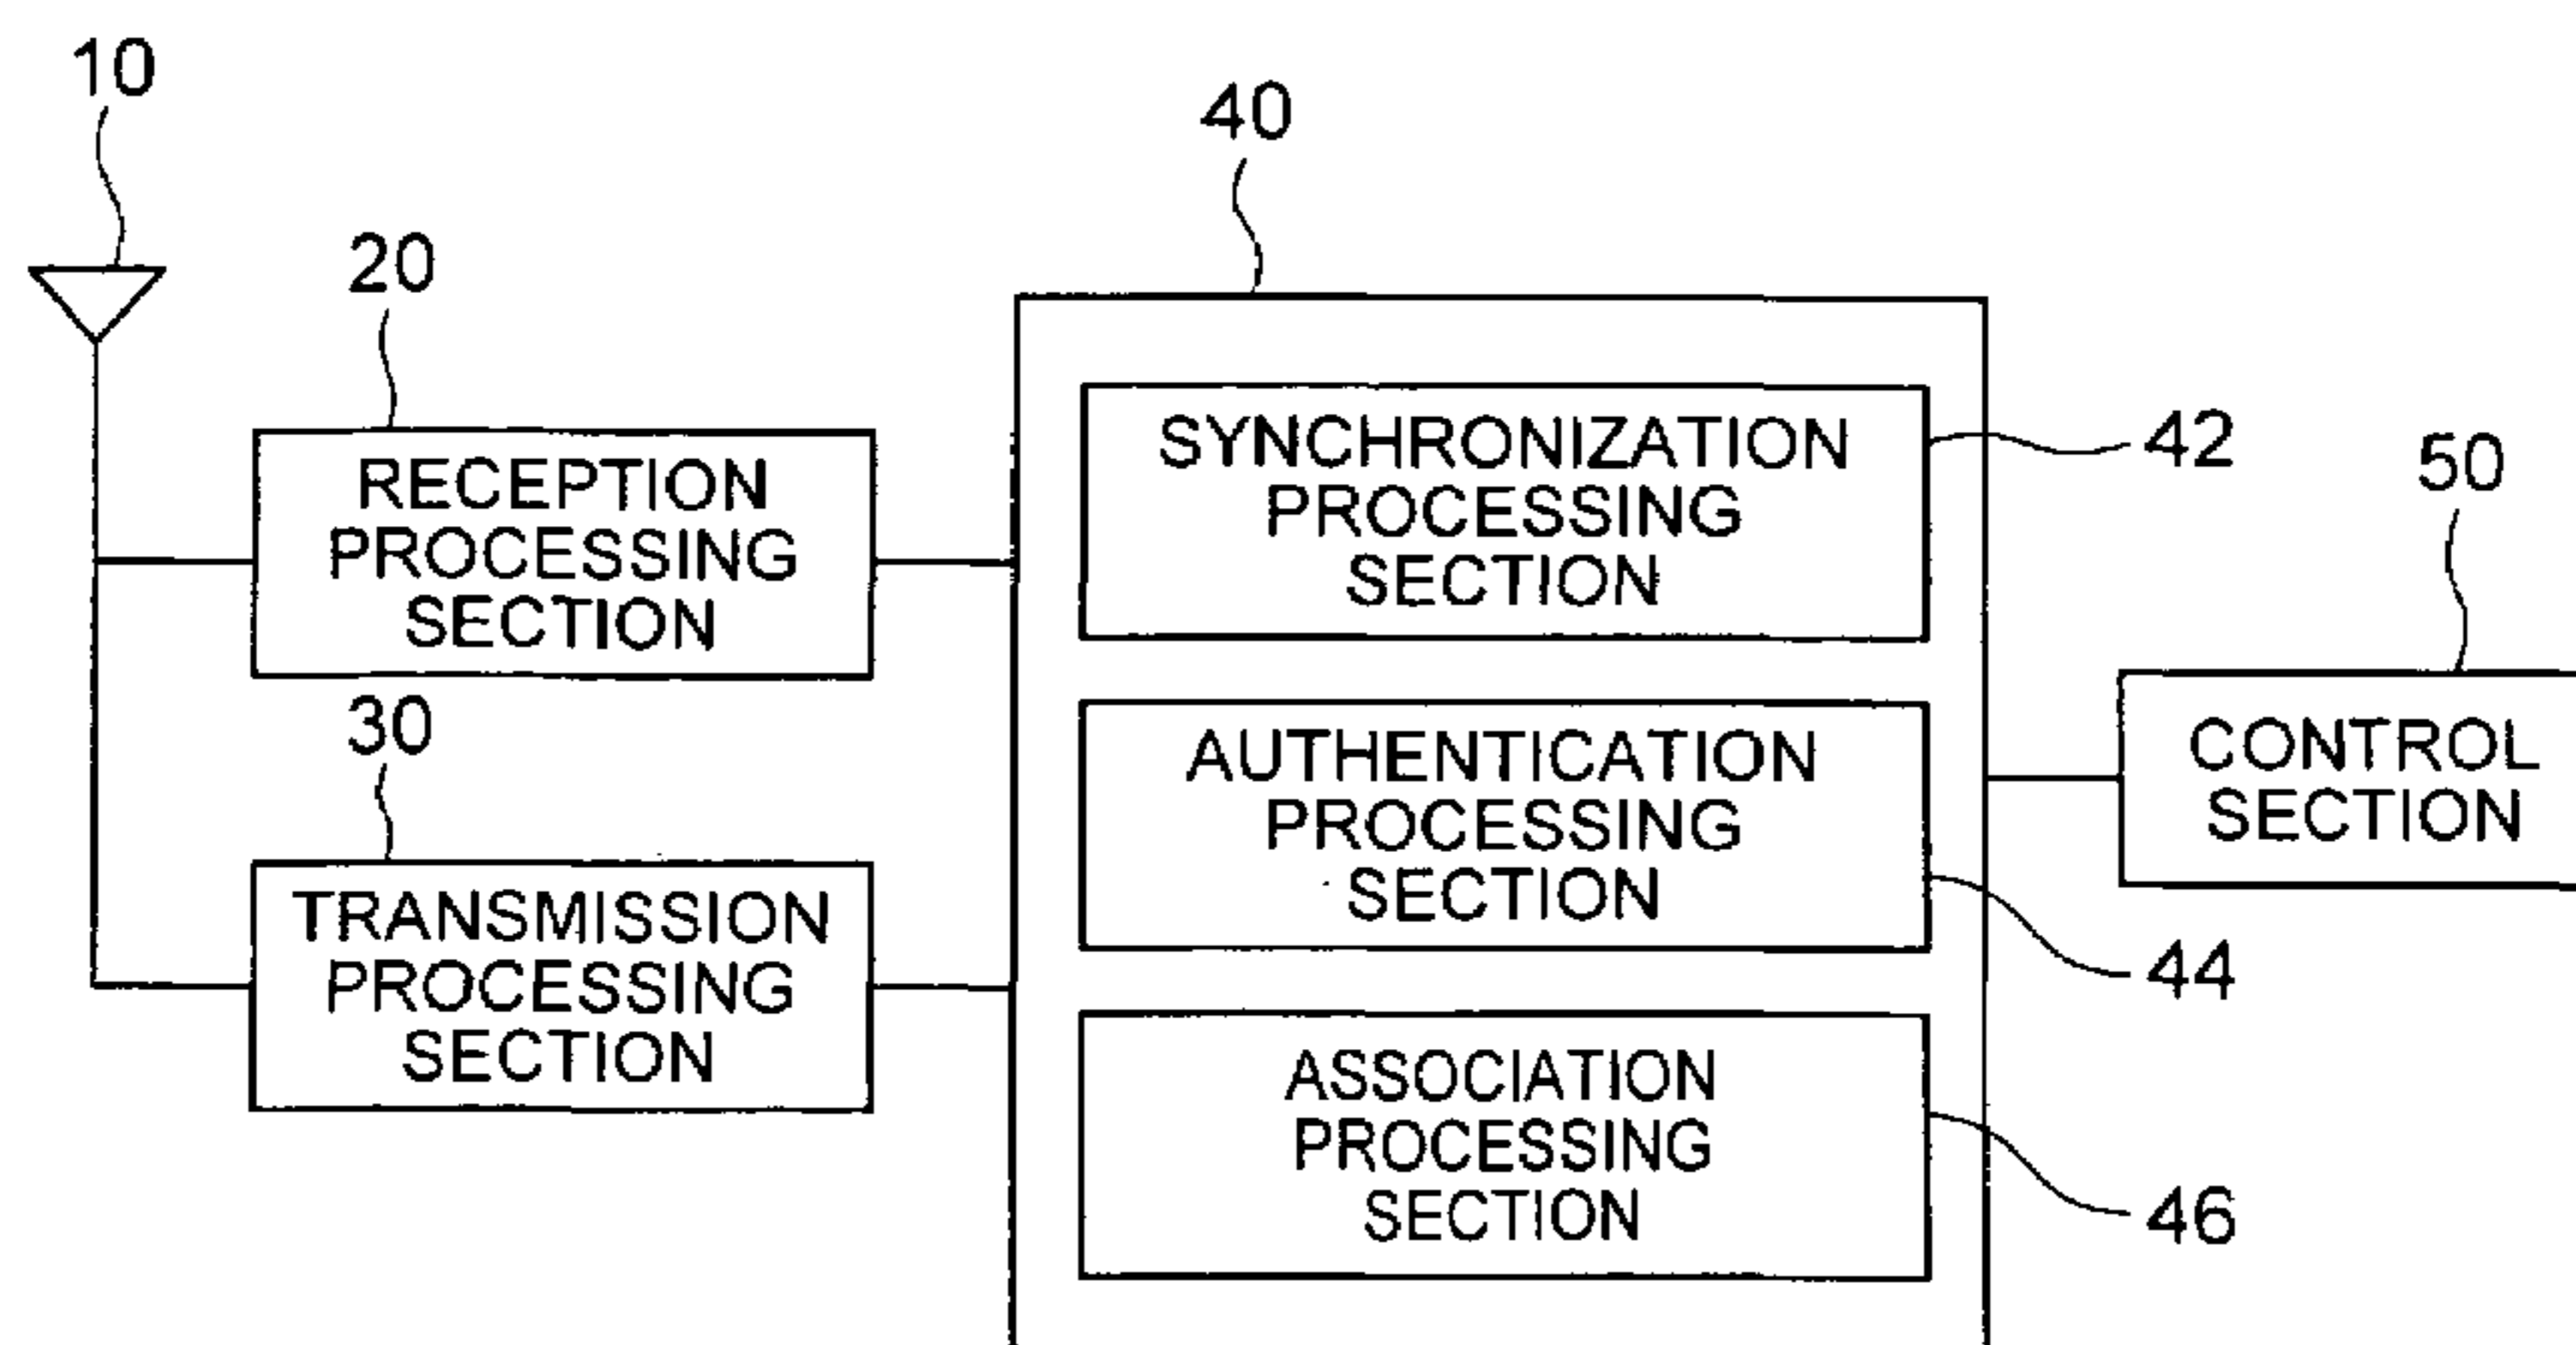 10
40
20
RECEPTION
PROCESSING
SECTION
30
TRANSMISSION
PROCESSING
SECTION
SYNCHRONIZATION
PROCESSING
SECTION
42
AUTHENTICATION
PROCESSING
SECTION
44
ASSOCIATION
PROCESSING
SECTION
46
50
CONTROL
SECTION